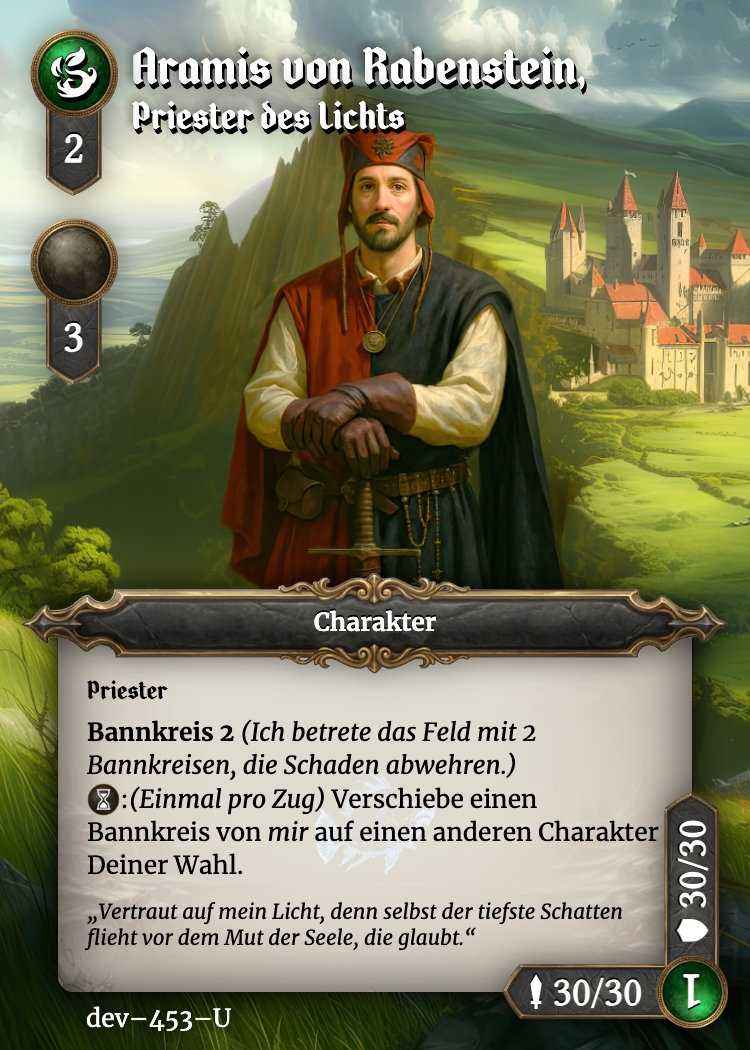 Aramis von Rabenstein,
Priester des Lichts
2
3
Charakter
Priester
Bannkreis 2 (Ich betrete das Feld mit 2
Bannkreisen, die Schaden abwehren.)
:(Einmal pro Zug) Verschiebe einen
Bannkreis von mir auf einen anderen Charakter
Deiner Wahl.
„Vertraut auf mein Licht, denn selbst der tiefste Schatten
flieht vor dem Mut der Seele, die glaubt.“
30/30
30/30
1
dev–453–U